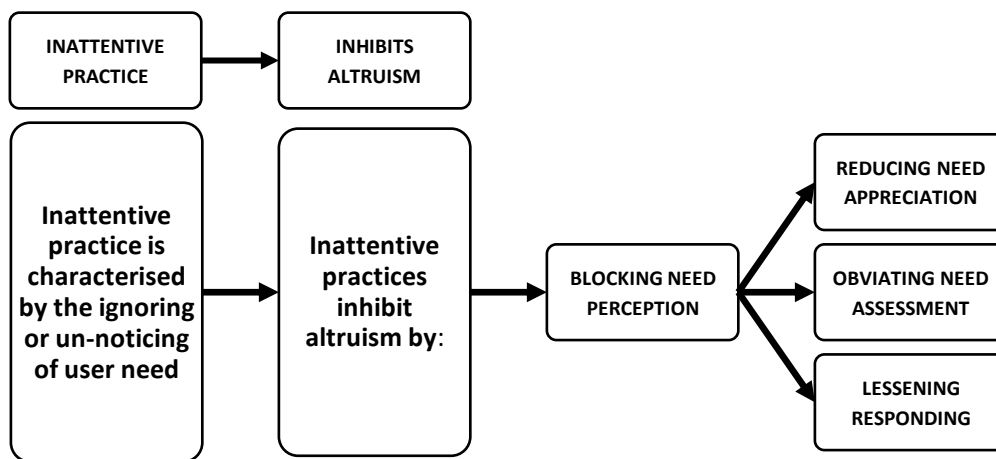 INATTENTIVE
PRACTICE
INHIBITS
ALTRUISM
Inattentive
practice is
characterised
by the ignoring
or un-noticing
of user need
Inattentive
practices
inhibit
altruism by:
BLOCKING NEED
PERCEPTION
REDUCING NEED
APPRECIATION
OBVIATING NEED
ASSESSMENT
LESSENING
RESPONDING